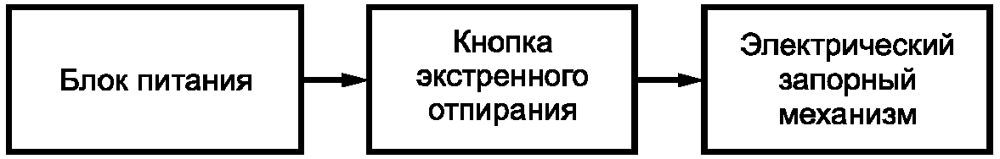 Блок питания
Кнопка
экстренного
отпирания
Электрический
запорный
механизм